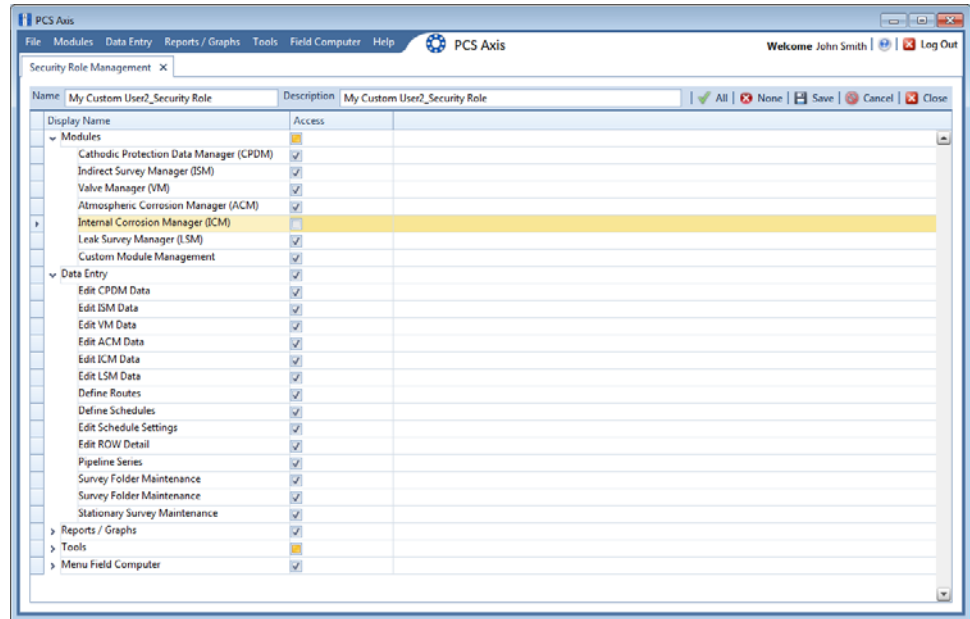 PCS Axis
File Modules Data Entry Reports / Graphs Tools Field Computer Help PCS Axis Welcome John Smith Log Out
Security Role Management
Name My Custom User2_Security Role Description My Custom User2_Security Role All None Save Cancel Close
Display Name Access
Modules
Cathodic Protection Data Manager (CPDM)
Indirect Survey Manager (ISM)
Valve Manager (VM)
Atmospheric Corrosion Manager (ACM)
Internal Corrosion Manager (ICM)
Leak Survey Manager (LSM)
Custom Module Management
Data Entry
Edit CPDM Data
Edit ISM Data
Edit VM Data
Edit ACM Data
Edit ICM Data
Edit LSM Data
Define Routes
Define Schedules
Edit Schedule Settings
Edit ROW Detail
Pipeline Series
Survey Folder Maintenance
Survey Folder Maintenance
Stationary Survey Maintenance
Reports / Graphs
Tools
Menu Field Computer